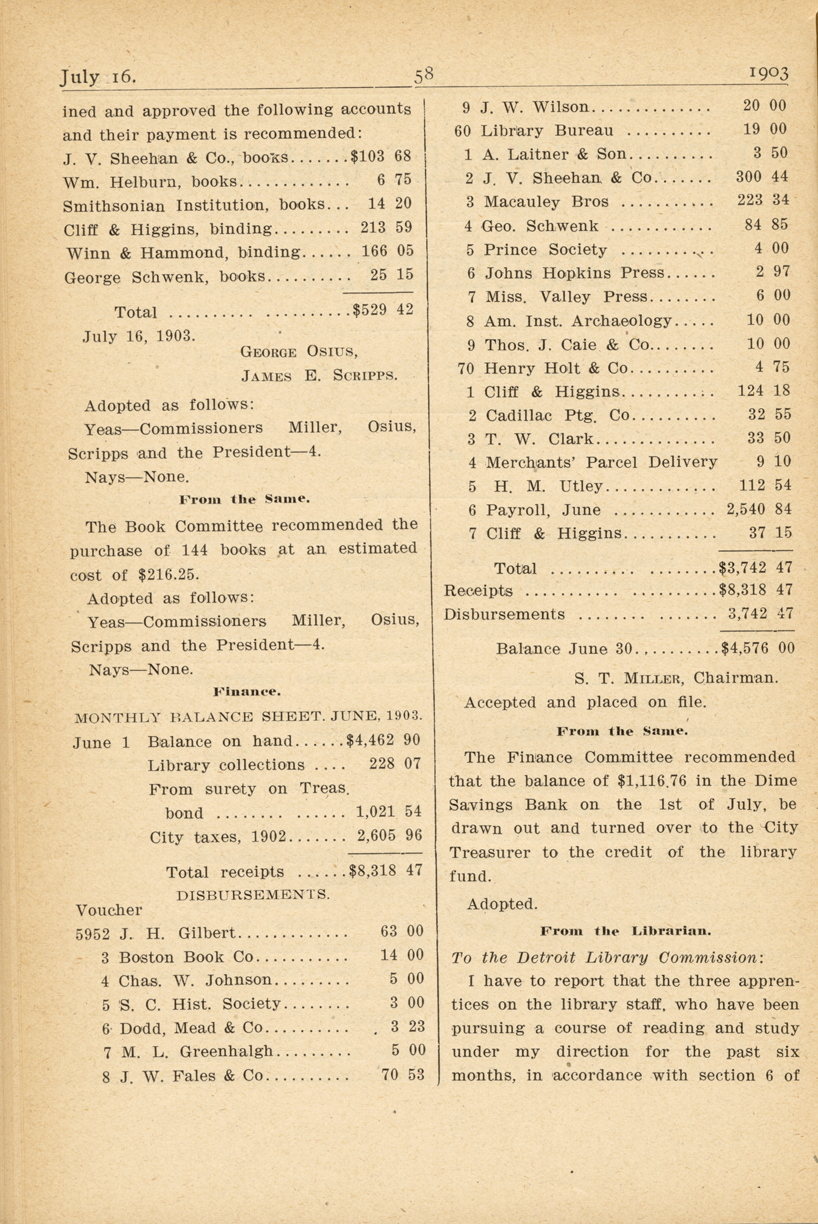 July 16. 58 1903
ined and approved the following accounts
and their payment is recommended:
J. V. Sheehan & Co., books.......$103 68
Wm. Helburn, books............. 6 75
Smithsonian Institution, books... 14 20
Cliff & Higgins, binding......... 213 59
Winn & Hammond, binding...... 166 05
George Schwenk, books.......... 25 15
Total .......... ..........$529 42
July 16, 1903.
GEORGE OSIUS,
JAMES E. SCRIPPS.
Adopted as follows:
Yeas—Commissioners Miller, Osius,
Scripps and the President—4.
Nays—None.
From the Same.
The Book Committee recommended the
purchase of 144 books at an estimated
cost of $216.25.
Adopted as follows:
Yeas—Commissioners Miller, Osius,
Scripps and the President—4.
Nays—None.
Finance.
MONTHLY BALANCE SHEET. JUNE, 1903.
June 1 Balance on hand......$4,462 90
Library collections .... 228 07
From surety on Treas.
bond ........ ...... 1,021 54
City taxes, 1902....... 2,605 96
Total receipts ......$8,318 47
DISBURSEMENTS.
Voucher
5952 J. H. Gilbert............. 63 00
3 Boston Book Co........... 14 00
4 Chas. W. Johnson......... 5 00
5 S. C. Hist. Society........ 3 00
6 Dodd, Mead & Co.......... 3 23
7 M. L. Greenhalgh......... 5 00
8 J. W. Fales & Co.......... 70 53
9 J. W. Wilson.............. 20 00
60 Library Bureau .......... 19 00
1 A. Laitner & Son.......... 3 50
2 J. V. Sheehan & Co....... 300 44
3 Macauley Bros ........... 223 34
4 Geo. Schwenk ............ 84 85
5 Prince Society ........... 4 00
6 Johns Hopkins Press...... 2 97
7 Miss. Valley Press........ 6 00
8 Am. Inst. Archaeology..... 10 00
9 Thos. J. Caie & Co........ 10 00
70 Henry Holt & Co.......... 4 75
1 Cliff & Higgins........... 124 18
2 Cadillac Ptg. Co.......... 32 55
3 T. W. Clark.............. 33 50
4 Merchants' Parcel Delivery 9 10
5 H. M. Utley............. 112 54
6 Payroll, June ............ 2,540 84
7 Cliff & Higgins........... 37 15
Total .......... ........$3,742 47
Receipts .......... ..........$8,318 47
Disbursements ........ ....... 3,742 47
Balance June 30..........$4,576 00
S. T. MILLER, Chairman.
Accepted and placed on file.
From the Same.
The Finance Committee recommended
that the balance of $1,116.76 in the Dime
Savings Bank on the 1st of July, be
drawn out and turned over to the City
Treasurer to the credit of the library
fund.
Adopted.
From the Librarian.
To the Detroit Library Commission:
I have to report that the three appren-
tices on the library staff, who have been
pursuing a course of reading and study
under my direction for the past six
months, in accordance with section 6 of